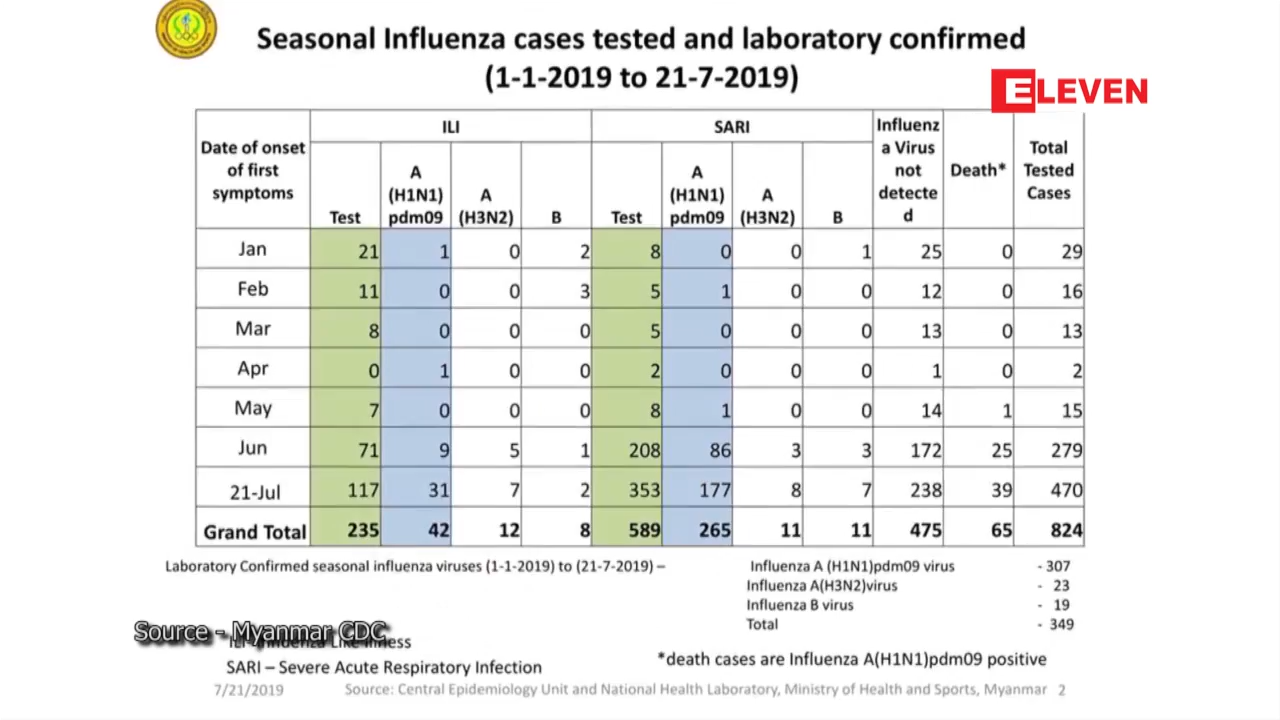 Seasonal Influenza cases tested and laboratory confirmed
(1-1-2019 to 21-7-2019)
ELEVEN
Date of onset of first symptoms ILI SARI Influenza Virus not detected Death* Total Tested Cases
Test A (H1N1) pdm09 A (H3N2) B Test A (H1N1) pdm09 A (H3N2) B
Jan 21 1 0 2 8 0 0 1 25 0 29
Feb 11 0 0 3 5 1 0 0 12 0 16
Mar 8 0 0 0 5 0 0 0 13 0 13
Apr 0 1 0 0 2 0 0 0 1 0 2
May 7 0 0 0 8 1 0 0 14 1 15
Jun 71 9 5 1 208 86 3 3 172 25 279
21-Jul 117 31 7 2 353 177 8 7 238 39 470
Grand Total 235 42 12 8 589 265 11 11 475 65 824
Laboratory Confirmed seasonal influenza viruses (1-1-2019) to (21-7-2019) – Influenza A (H1N1)pdm09 virus - 307
Influenza A(H3N2)virus - 23
Influenza B virus - 19
Total - 349
Source - Myanmar CDC
ILI - Influenza Like Illness
SARI – Severe Acute Respiratory Infection
*death cases are Influenza A(H1N1)pdm09 positive
7/21/2019 Source: Central Epidemiology Unit and National Health Laboratory, Ministry of Health and Sports, Myanmar 2